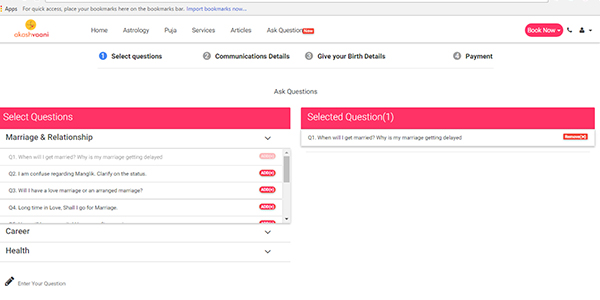 Apps For quick access, place your bookmarks here on the bookmarks bar. Import bookmarks now...
akashvaani
Home Astrology Puja Services Articles Ask Question New Book Now
1 Select questions 2 Communications Details 3 Give your Birth Details 4 Payment
Ask Questions
Select Questions
Marriage & Relationship
Q1. When will I get married? Why is my marriage getting delayed ADD(+)
Q2. I am confuse regarding Manglik. Clarify on the status. ADD(+)
Q3. Will I have a love marriage or an arranged marriage? ADD(+)
Q4. Long time in Love, Shall I go for Marriage. ADD(+)
Career
Health
Enter Your Question
Selected Question(1)
Q1. When will I get married? Why is my marriage getting delayed Remove(x)